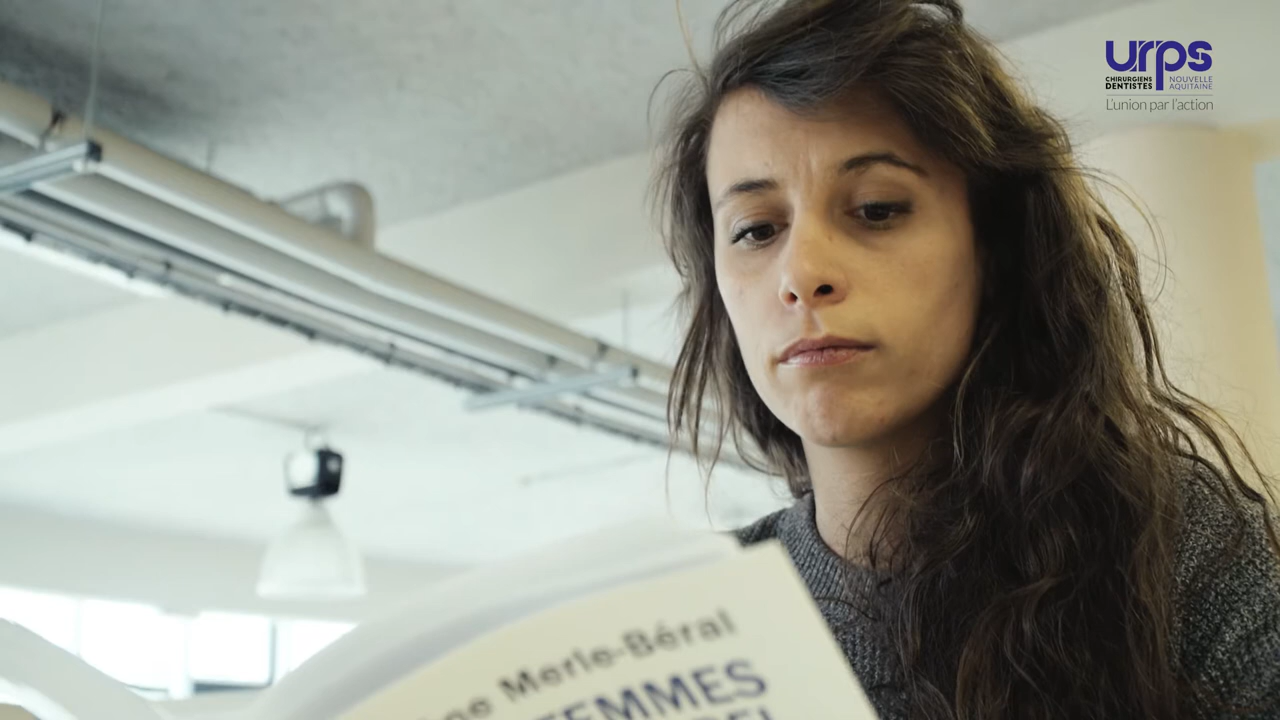 urps
CHIRURGIENS
DENTISTES
NOUVELLE
AQUITAINE
L'union par l'action
Merle-Béral
FEMMES